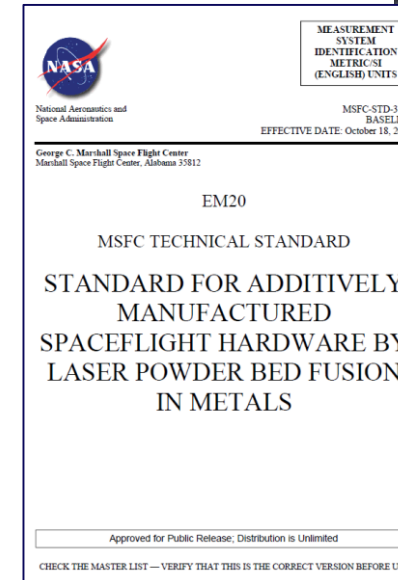 MEASUREMENT
SYSTEM
IDENTIFICATION
METRIC/SI
(ENGLISH) UNITS
NASA
National Aeronautics and
Space Administration
MSFC-STD-3
BASELI
EFFECTIVE DATE: October 18, 2
George C. Marshall Space Flight Center
Marshall Space Flight Center, Alabama 35812
EM20
MSFC TECHNICAL STANDARD
STANDARD FOR ADDITIVELY
MANUFACTURED
SPACEFLIGHT HARDWARE BY
LASER POWDER BED FUSION
IN METALS
Approved for Public Release; Distribution is Unlimited
CHECK THE MASTER LIST — VERIFY THAT THIS IS THE CORRECT VERSION BEFORE U